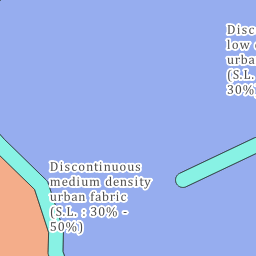 Disc
low
urba
(S.L.
30%)
Discontinuous
medium density
urban fabric
(S.L. : 30% -
50%)